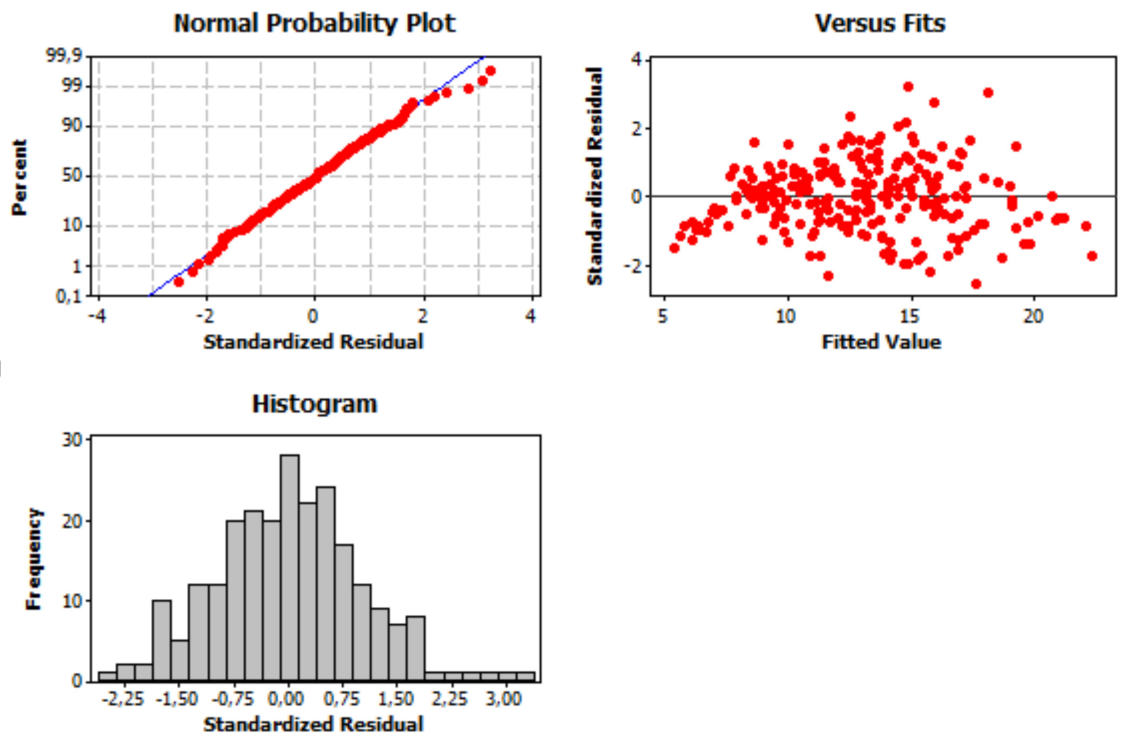 Normal Probability Plot
99,9
99
90
50
10
1
0,1
-4 -2 0 2 4
Percent
Standardized Residual
Versus Fits
4
2
0
-2
5 10 15 20
Standardized Residual
Fitted Value
Histogram
30
20
10
0
-2,25 -1,50 -0,75 0,00 0,75 1,50 2,25 3,00
Frequency
Standardized Residual